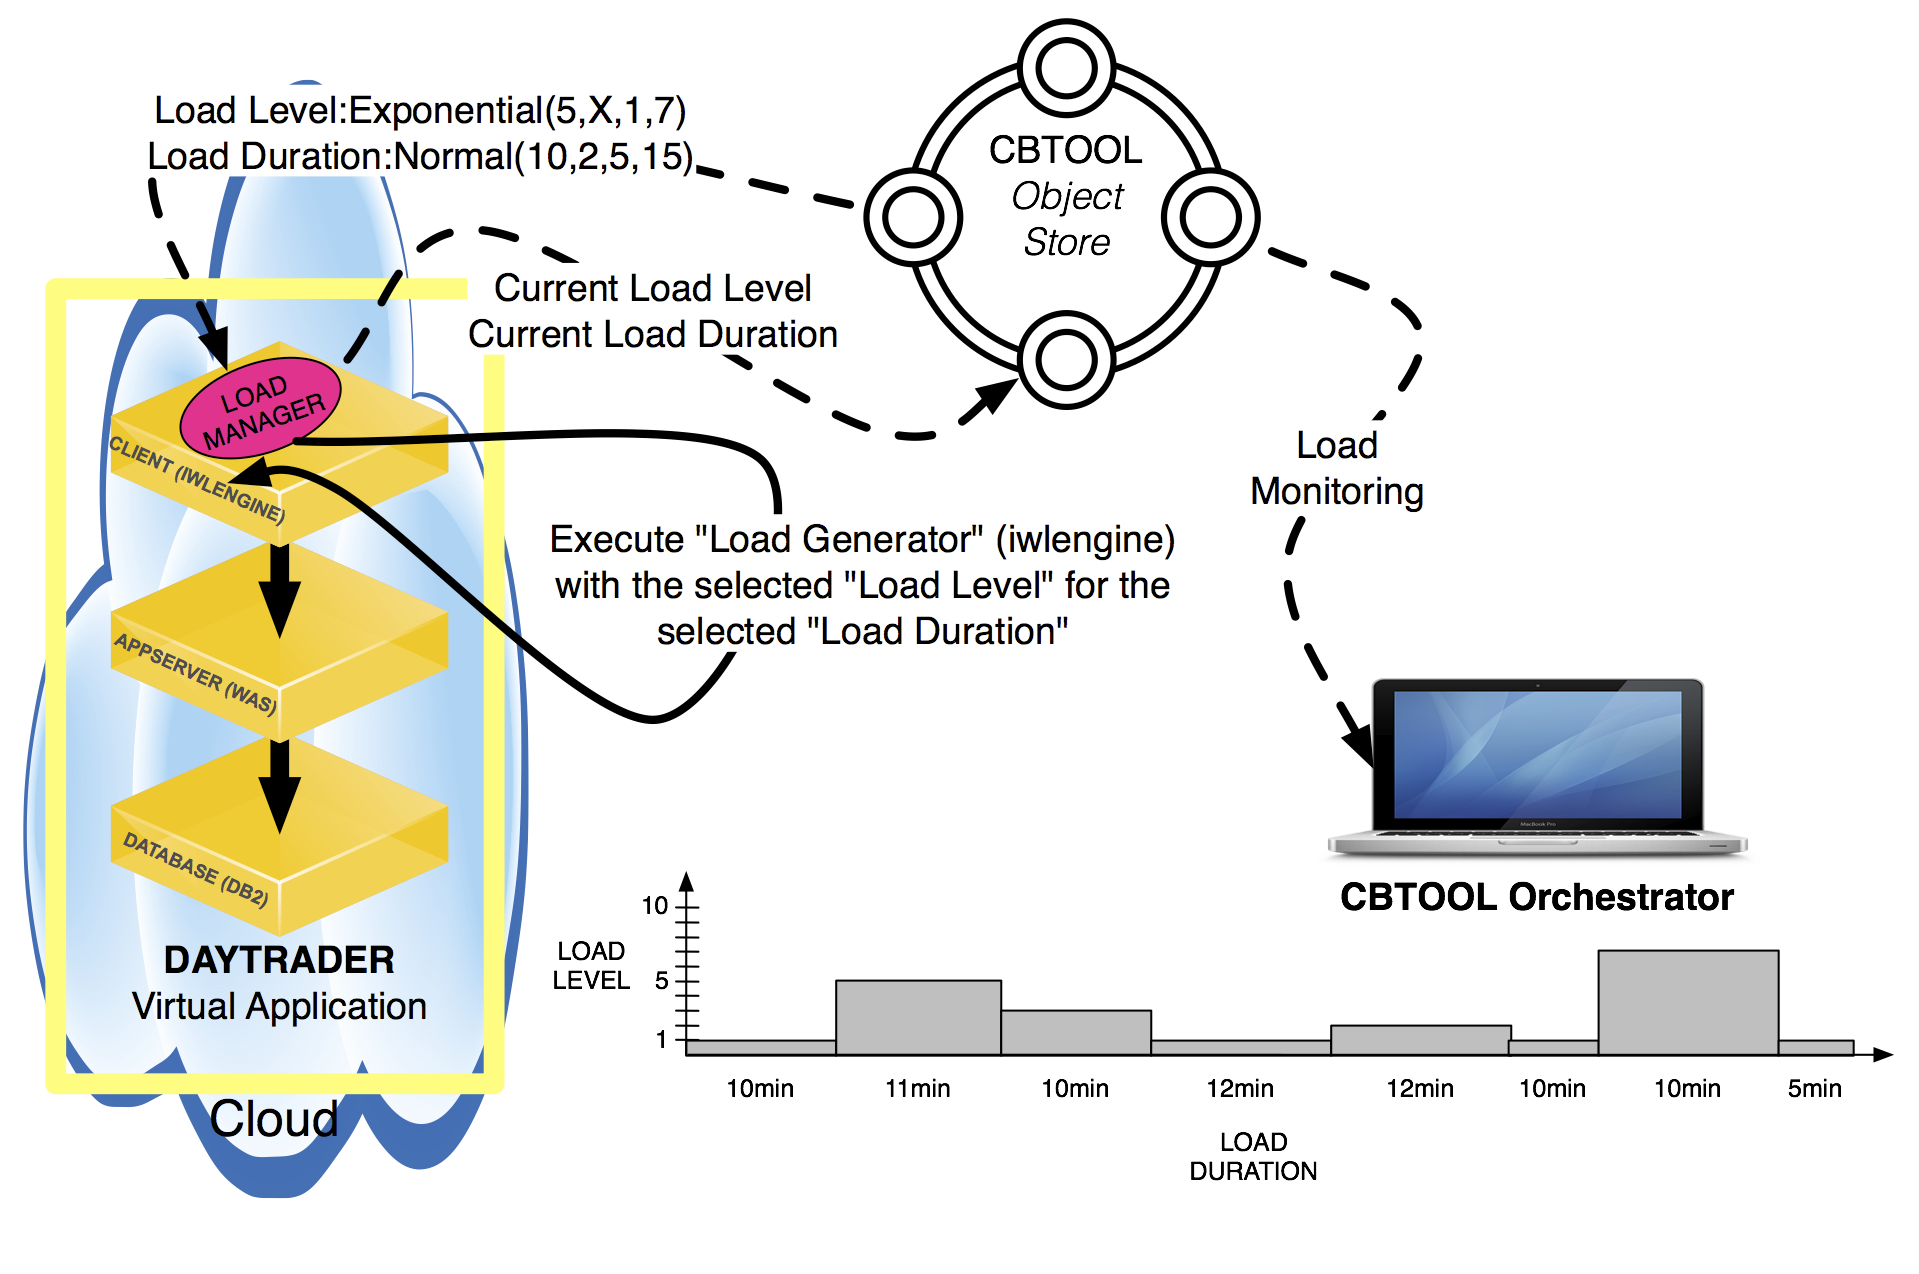 Load Level:Exponential(5,X,1,7)
Load Duration:Normal(10,2,5,15)
CBTOOL
Object
Store
Current Load Level
Current Load Duration
LOAD
MANAGER
CLIENT (IWLENGINE)
Load
Monitoring
Execute "Load Generator" (iwlengine)
with the selected "Load Level" for the
selected "Load Duration"
APPSERVER (WAS)
DATABASE (DB2)
MacBook Pro
CBTOOL Orchestrator
DAYTRADER
Virtual Application
Cloud
LOAD
LEVEL
10
5
1
10min
11min
10min
12min
12min
10min
10min
5min
LOAD
DURATION